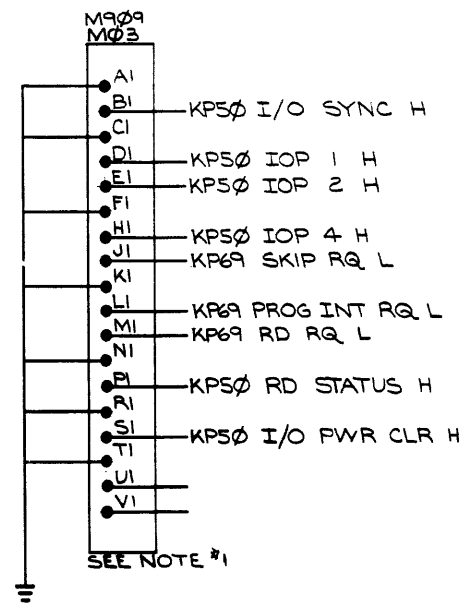 M9Ø9
MØ3
A1
B1 KP5Ø I/O SYNC H
C1
D1 KP5Ø IOP 1 H
E1 KP5Ø IOP 2 H
F1
H1 KP5Ø IOP 4 H
J1 KP69 SKIP RQ L
K1
L1 KP69 PROG INT RQ L
M1 KP69 RD RQ L
N1
P1 KP5Ø RD STATUS H
R1
S1 KP5Ø I/O PWR CLR H
T1
U1
V1
SEE NOTE #1